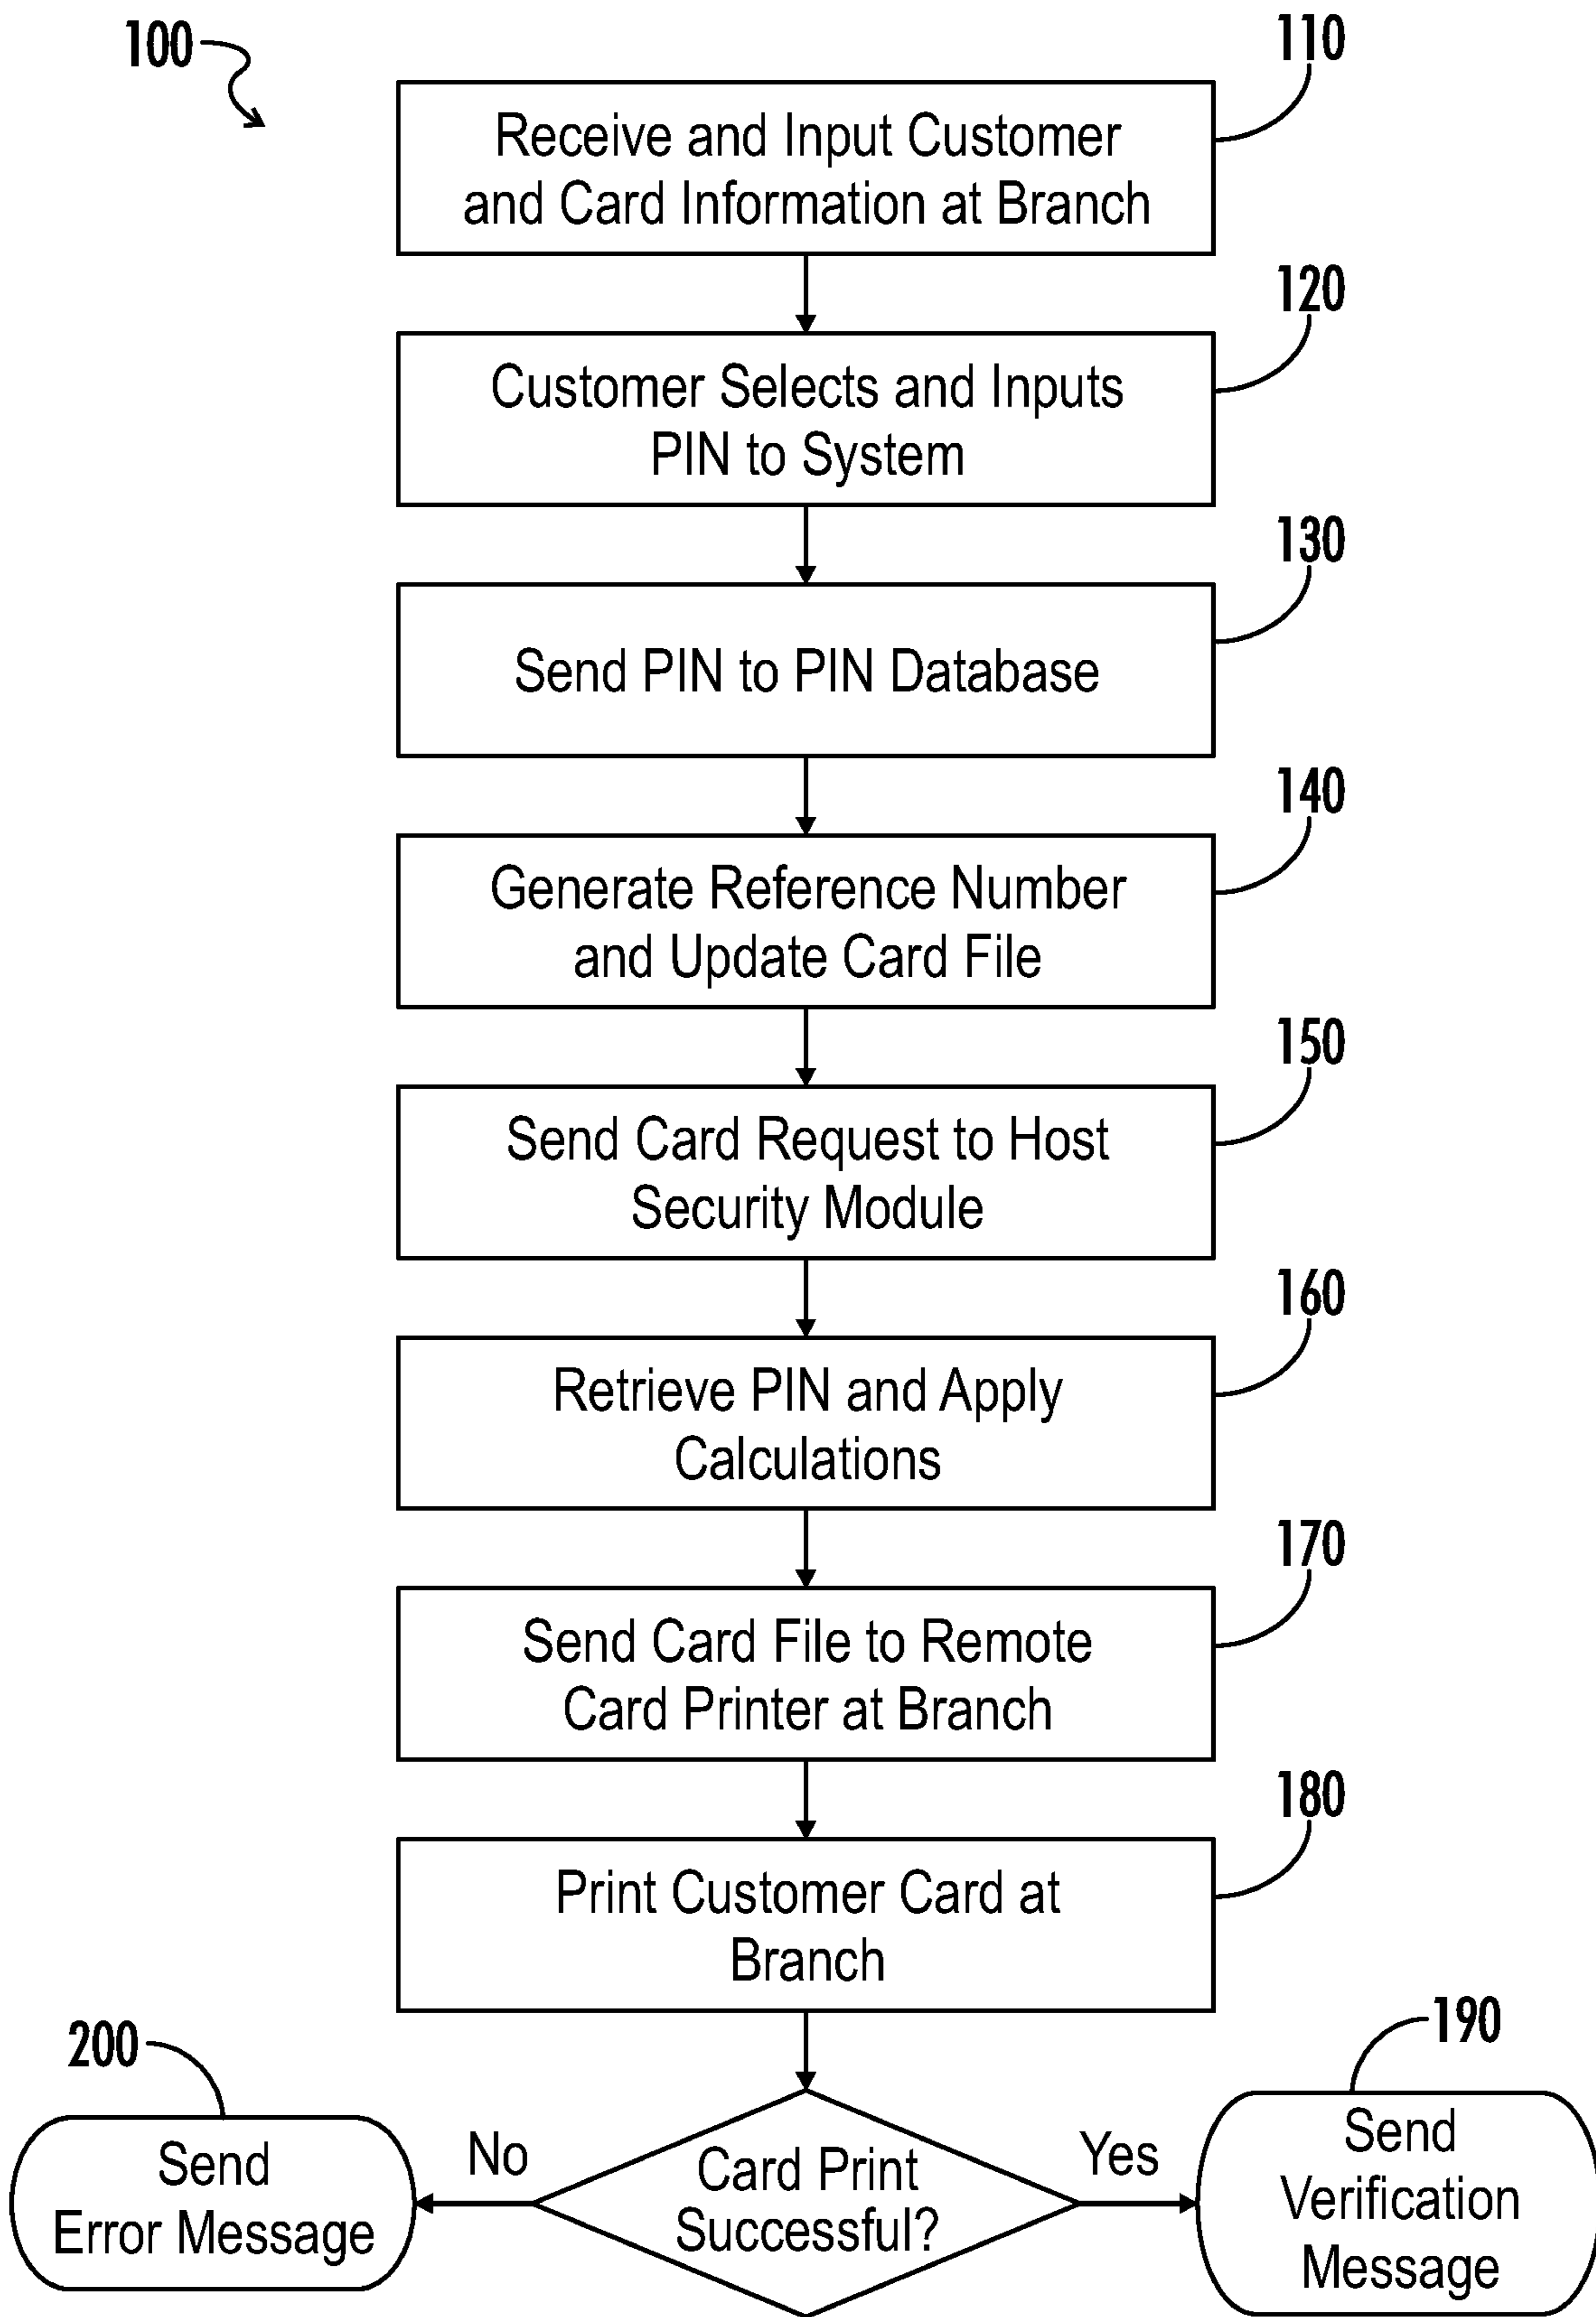 100
110
Receive and Input Customer
and Card Information at Branch
120
Customer Selects and Inputs
PIN to System
130
Send PIN to PIN Database
140
Generate Reference Number
and Update Card File
150
Send Card Request to Host
Security Module
160
Retrieve PIN and Apply
Calculations
170
Send Card File to Remote
Card Printer at Branch
180
Print Customer Card at
Branch
200
190
Send
Error Message
No
Card Print
Successful?
Yes
Send
Verification
Message